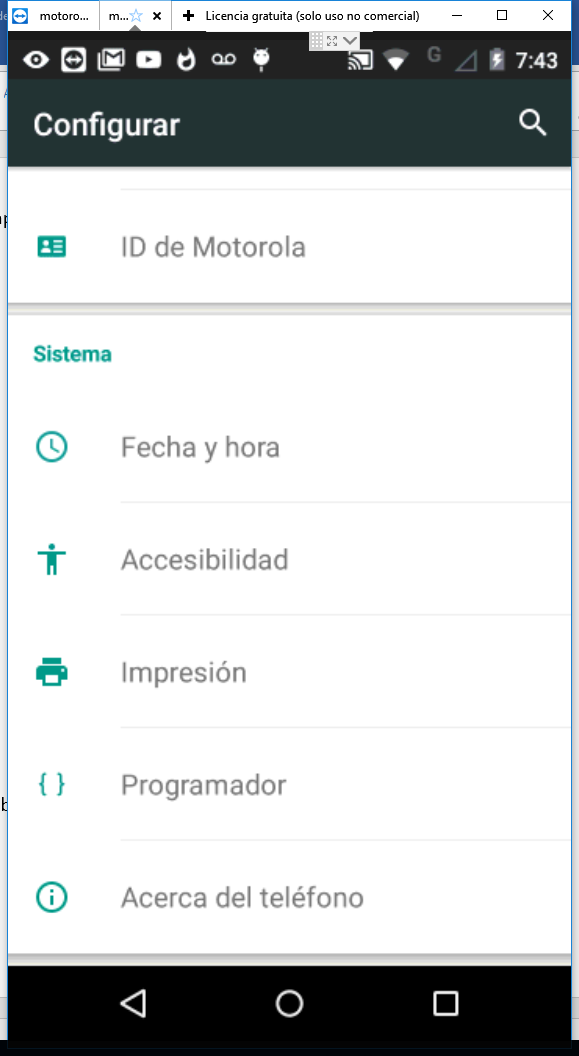 motoro...
m...
Licencia gratuita (solo uso no comercial)
G
7:43
Configurar
ID de Motorola
Sistema
Fecha y hora
Accesibilidad
Impresión
{ } Programador
Acerca del teléfono